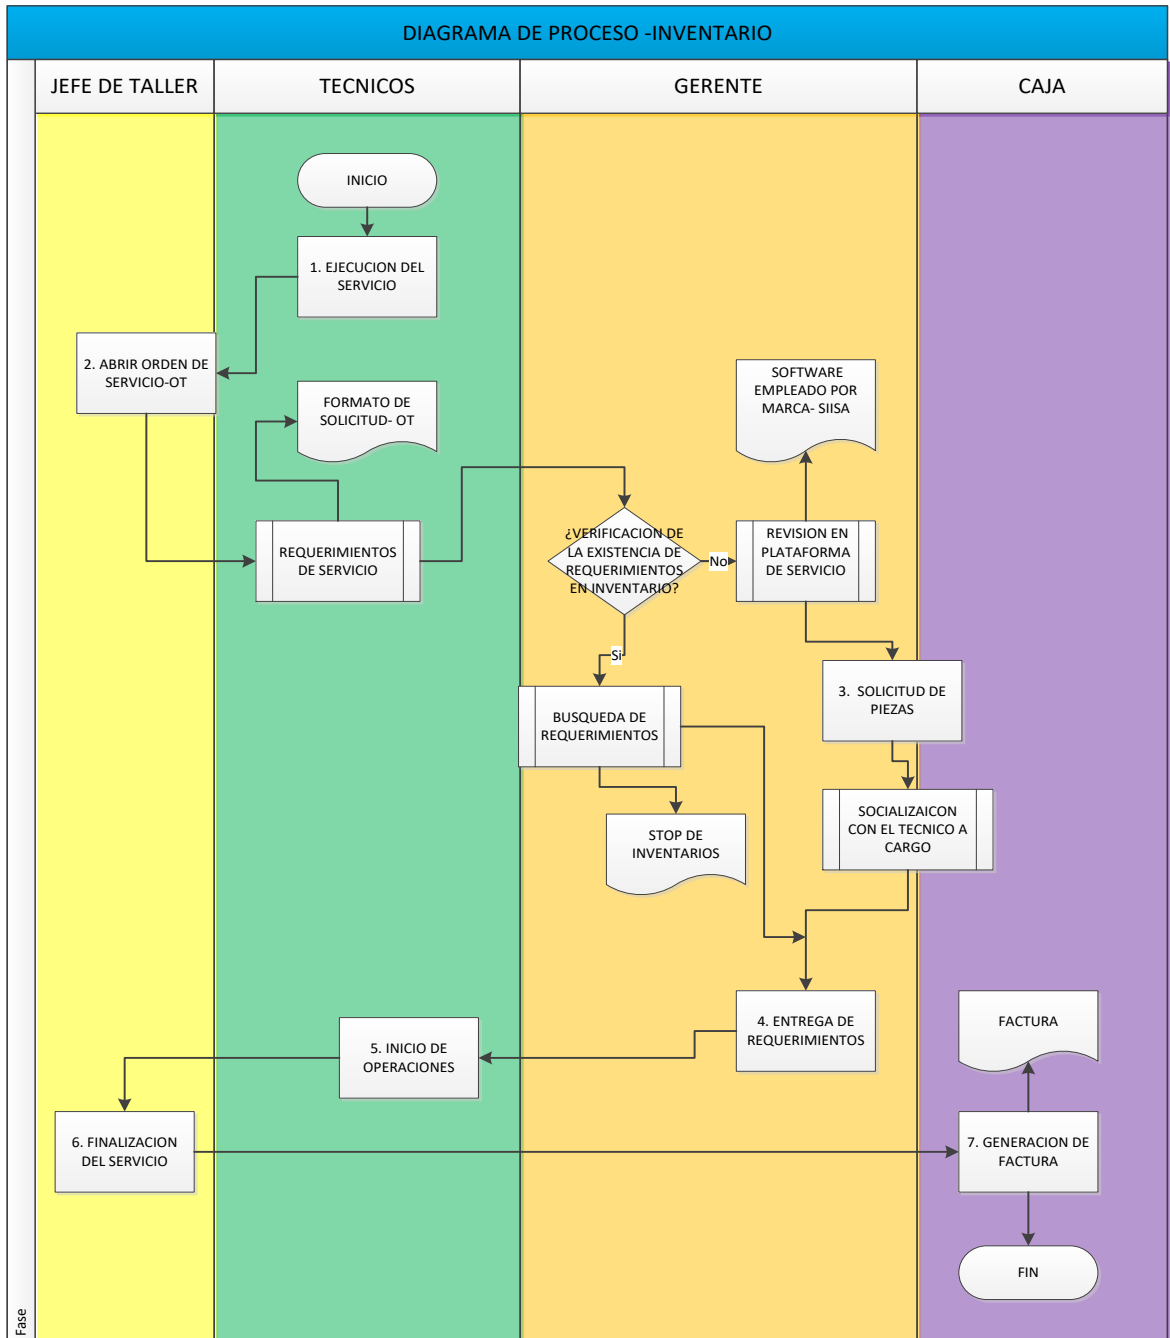 DIAGRAMA DE PROCESO -INVENTARIO
JEFE DE TALLER
TECNICOS
GERENTE
CAJA
INICIO
1. EJECUCION DEL
SERVICIO
2. ABRIR ORDEN DE
SERVICIO-OT
FORMATO DE
SOLICITUD- OT
SOFTWARE
EMPLEADO POR
MARCA- SIISA
REQUERIMIENTOS
DE SERVICIO
¿VERIFICACION DE
LA EXISTENCIA DE
REQUERIMIENTOS
EN INVENTARIO?
No
REVISION EN
PLATAFORMA
DE SERVICIO
Si
3. SOLICITUD DE
PIEZAS
BUSQUEDA DE
REQUERIMIENTOS
STOP DE
INVENTARIOS
SOCIALIZAICON
CON EL TECNICO A
CARGO
4. ENTREGA DE
REQUERIMIENTOS
FACTURA
5. INICIO DE
OPERACIONES
6. FINALIZACION
DEL SERVICIO
7. GENERACION DE
FACTURA
FIN
Fase